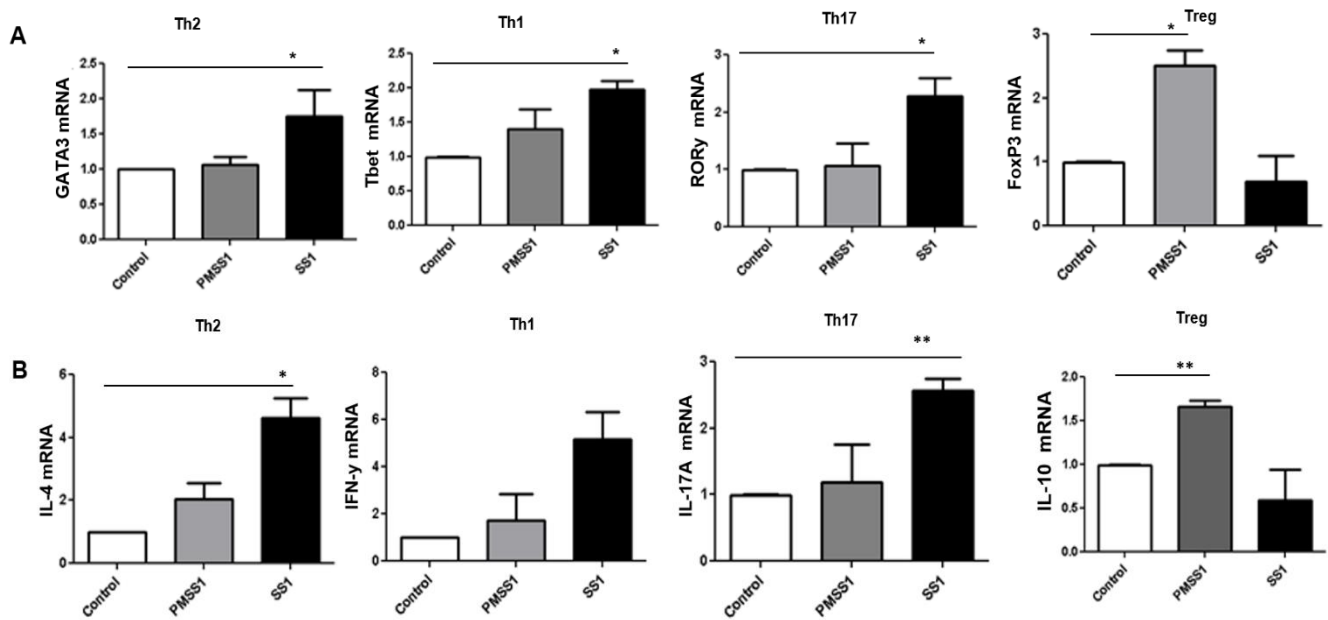 A
Th2
*
GATA3 mRNA
2.5
2.0
1.5
1.0
0.5
0.0
Control
PMSS1
SS1
Th1
*
Tbet mRNA
2.5
2.0
1.5
1.0
0.5
0.0
Control
PMSS1
SS1
Th17
*
RORy mRNA
3
2
1
0
Control
PMSS1
SS1
Treg
*
FoxP3 mRNA
3
2
1
0
Control
PMSS1
SS1
B
Th2
*
IL-4 mRNA
6
4
2
0
Control
PMSS1
SS1
Th1
IFN-y mRNA
8
6
4
2
0
Control
PMSS1
SS1
Th17
**
IL-17A mRNA
3
2
1
0
Control
PMSS1
SS1
Treg
**
IL-10 mRNA
2.0
1.5
1.0
0.5
0.0
Control
PMSS1
SS1